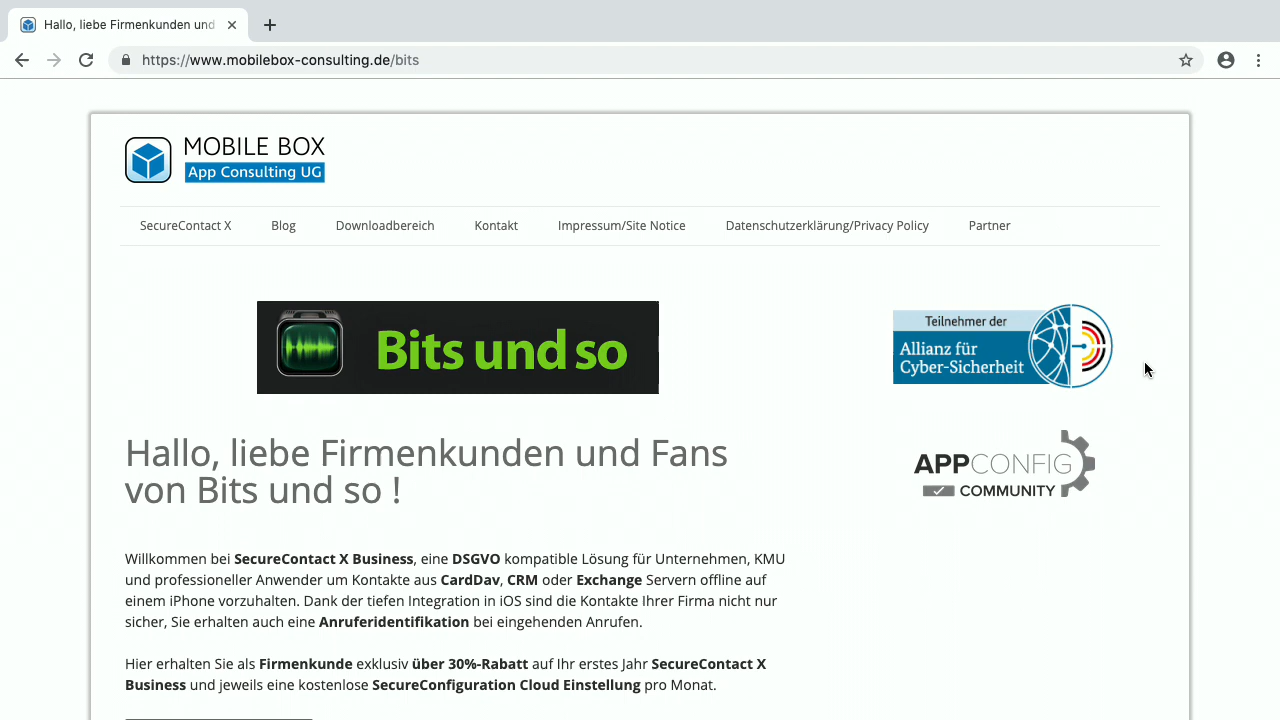 Hallo, liebe Firmenkunden und
https://www.mobilebox-consulting.de/bits
MOBILE BOX
App Consulting UG
SecureContact X Blog Downloadbereich Kontakt Impressum/Site Notice Datenschutzerklärung/Privacy Policy Partner
Bits und so
Teilnehmer der
Allianz für
Cyber-Sicherheit
APPCONFIG
COMMUNITY
Hallo, liebe Firmenkunden und Fans
von Bits und so !
Willkommen bei SecureContact X Business, eine DSGVO kompatible Lösung für Unternehmen, KMU
und professioneller Anwender um Kontakte aus CardDav, CRM oder Exchange Servern offline auf
einem iPhone vorzuhalten. Dank der tiefen Integration in iOS sind die Kontakte Ihrer Firma nicht nur
sicher, Sie erhalten auch eine Anruferidentifikation bei eingehenden Anrufen.
Hier erhalten Sie als Firmenkunde exklusiv über 30%-Rabatt auf Ihr erstes Jahr SecureContact X
Business und jeweils eine kostenlose SecureConfiguration Cloud Einstellung pro Monat.